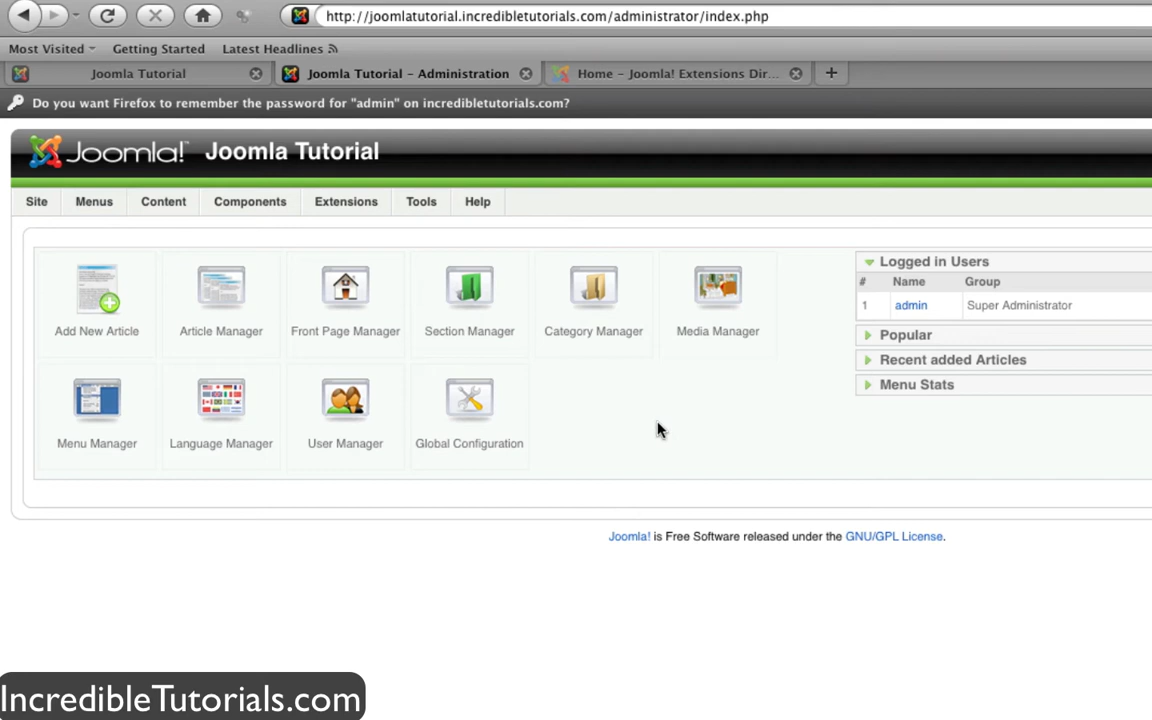 http://joomlatutorial.incredibletutorials.com/administrator/index.php
Most Visited Getting Started Latest Headlines
Joomla Tutorial Joomla Tutorial - Administration Home - Joomla! Extensions Dir...
Do you want Firefox to remember the password for "admin" on incredibletutorials.com?
Joomla! Joomla Tutorial
Site Menus Content Components Extensions Tools Help
Add New Article Article Manager Front Page Manager Section Manager Category Manager Media Manager
Menu Manager Language Manager User Manager Global Configuration
Logged in Users
# Name Group
1 admin Super Administrator
Popular
Recent added Articles
Menu Stats
Joomla! is Free Software released under the GNU/GPL License.
IncredibleTutorials.com